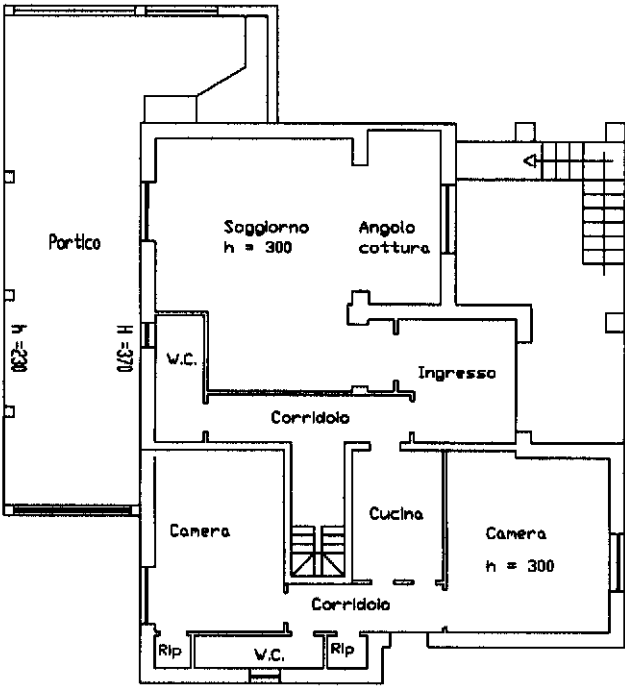 Portico
Soggiorno
h = 300
Angolo
cottura
h =230
H =370
W.C.
Ingresso
Corridoio
Camera
Cucina
Camera
h = 300
Corridoio
Rip
W.C.
Rip